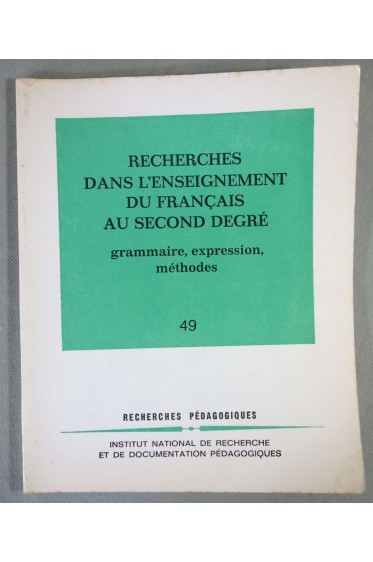 RECHERCHES
DANS L'ENSEIGNEMENT
DU FRANÇAIS
AU SECOND DEGRÉ
grammaire, expression,
méthodes
49
RECHERCHES PÉDAGOGIQUES
INSTITUT NATIONAL DE RECHERCHE
ET DE DOCUMENTATION PÉDAGOGIQUES